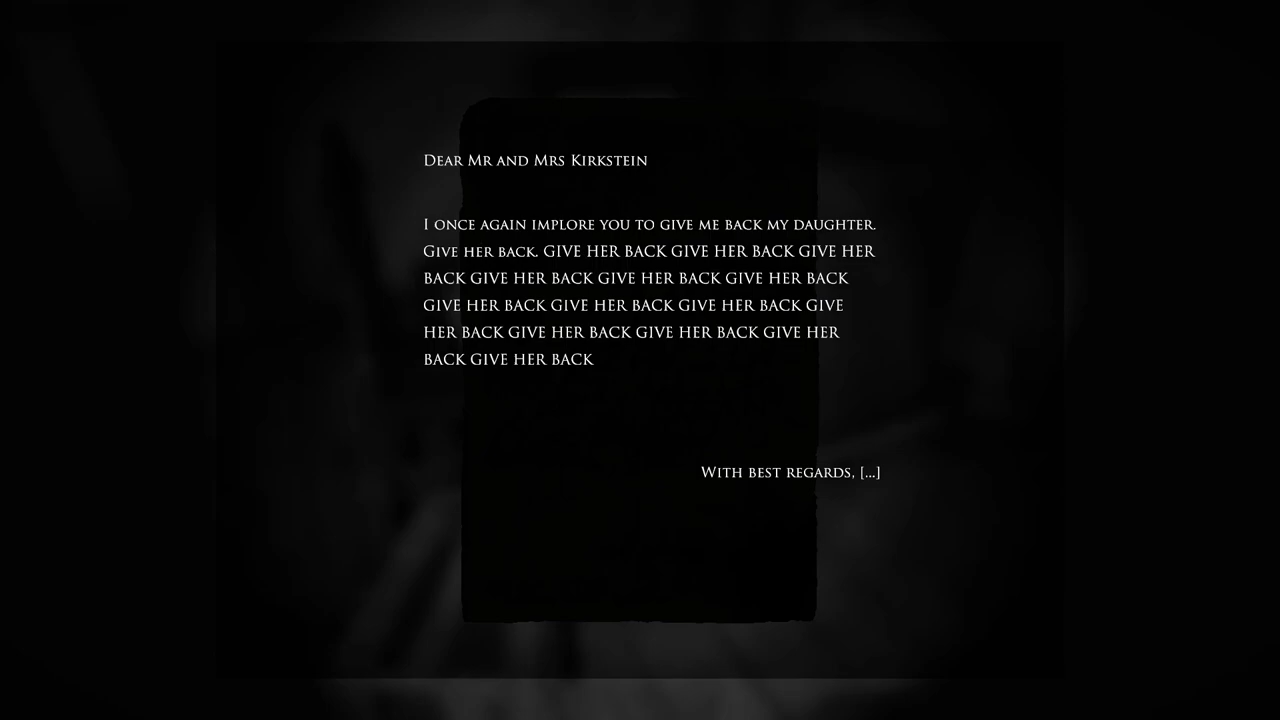 Dear Mr and Mrs Kirkstein
I once again implore you to give me back my daughter.
Give her back. GIVE HER BACK GIVE HER BACK GIVE HER
BACK GIVE HER BACK GIVE HER BACK GIVE HER BACK
GIVE HER BACK GIVE HER BACK GIVE HER BACK GIVE
HER BACK GIVE HER BACK GIVE HER BACK GIVE HER
BACK GIVE HER BACK
With best regards, [...]